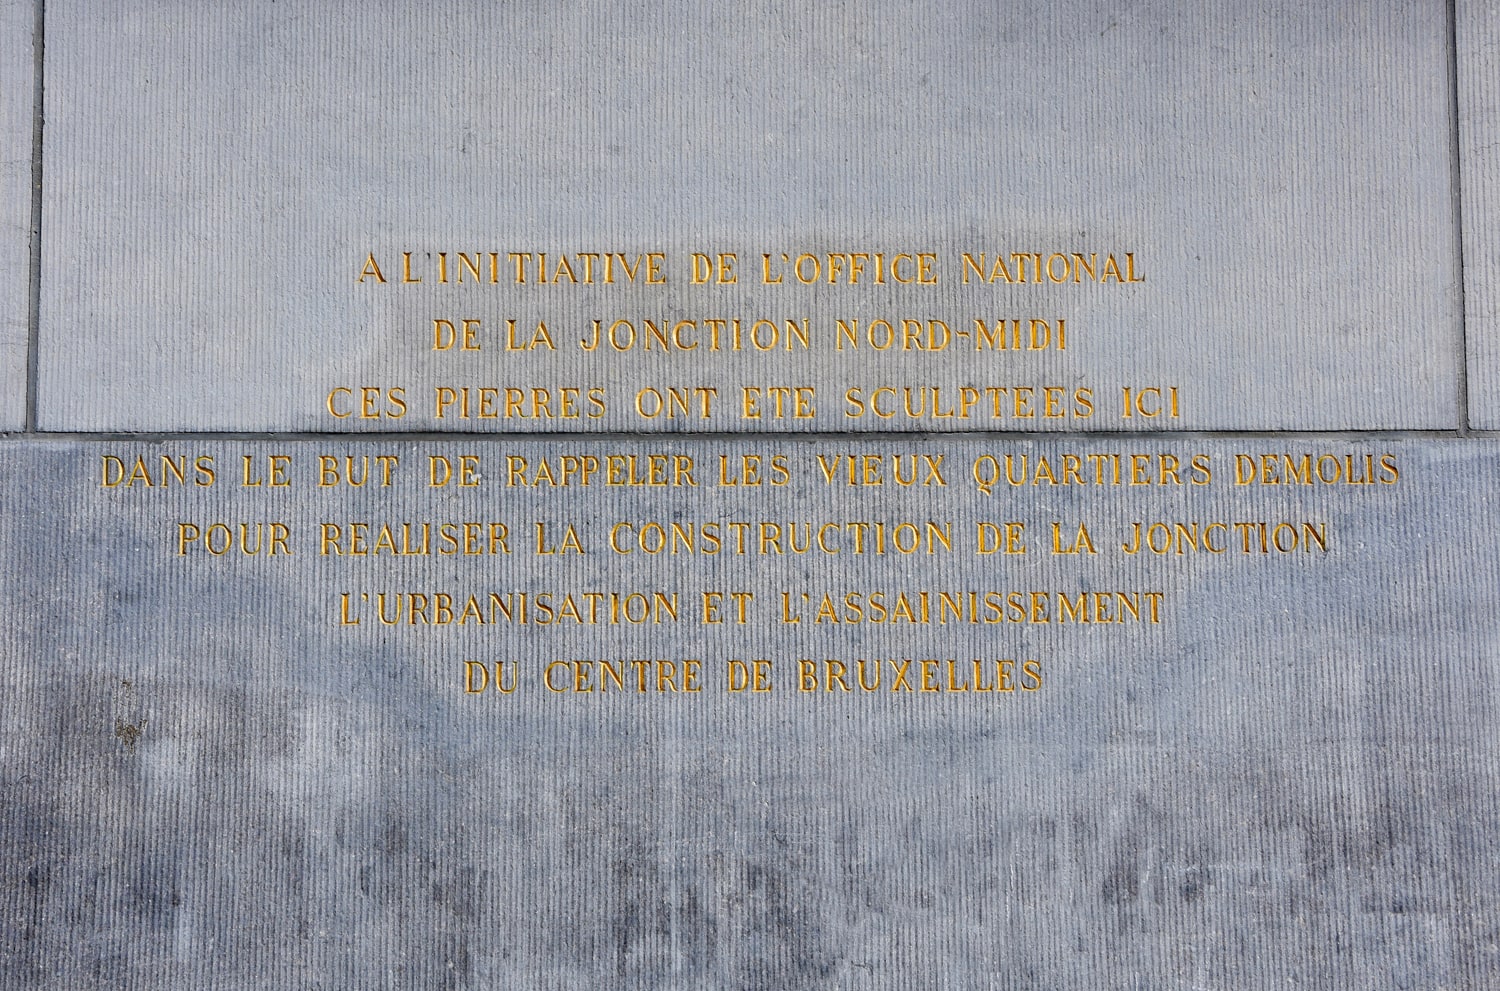 A L'INITIATIVE DE L'OFFICE NATIONAL
DE LA JONCTION NORD-MIDI
CES PIERRES ONT ETE SCULPTEES ICI
DANS LE BUT DE RAPPELER LES VIEUX QUARTIERS DEMOLIS
POUR REALISER LA CONSTRUCTION DE LA JONCTION
L'URBANISATION ET L'ASSAINISSEMENT
DU CENTRE DE BRUXELLES